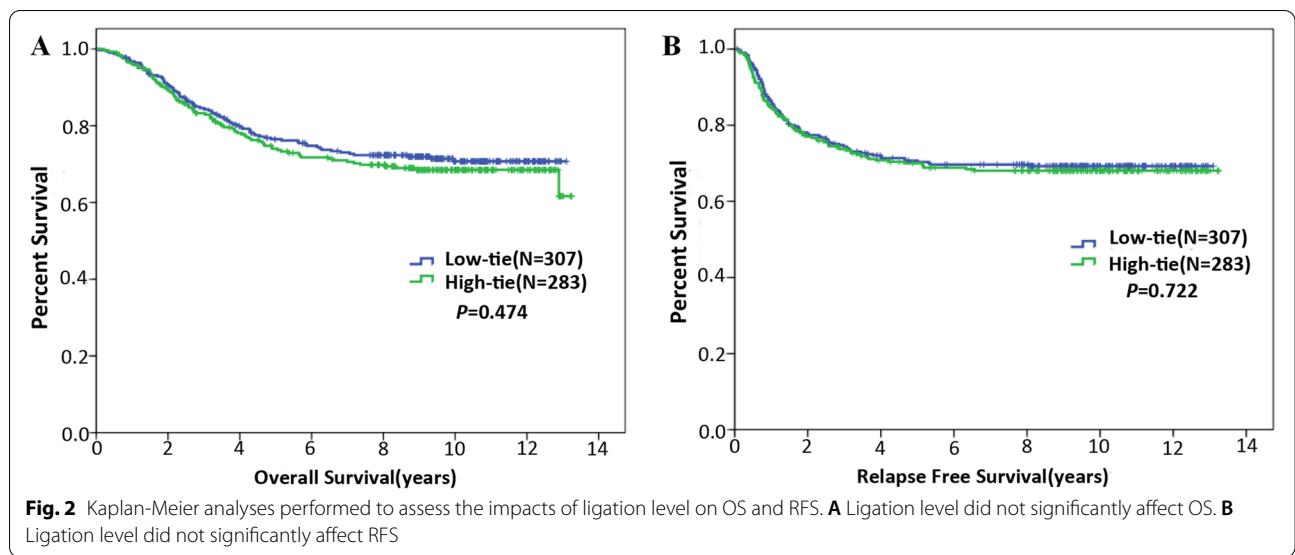 A
1.0
0.8
0.6
0.4
0.2
0.0
0 2 4 6 8 10 12 14
Percent Survival
Overall Survival(years)
Low-tie(N=307)
High-tie(N=283)
P=0.474
B
1.0
0.8
0.6
0.4
0.2
0.0
0 2 4 6 8 10 12 14
Percent Survival
Relapse Free Survival(years)
Low-tie(N=307)
High-tie(N=283)
P=0.722
Fig. 2 Kaplan-Meier analyses performed to assess the impacts of ligation level on OS and RFS. A Ligation level did not significantly affect OS. B
Ligation level did not significantly affect RFS